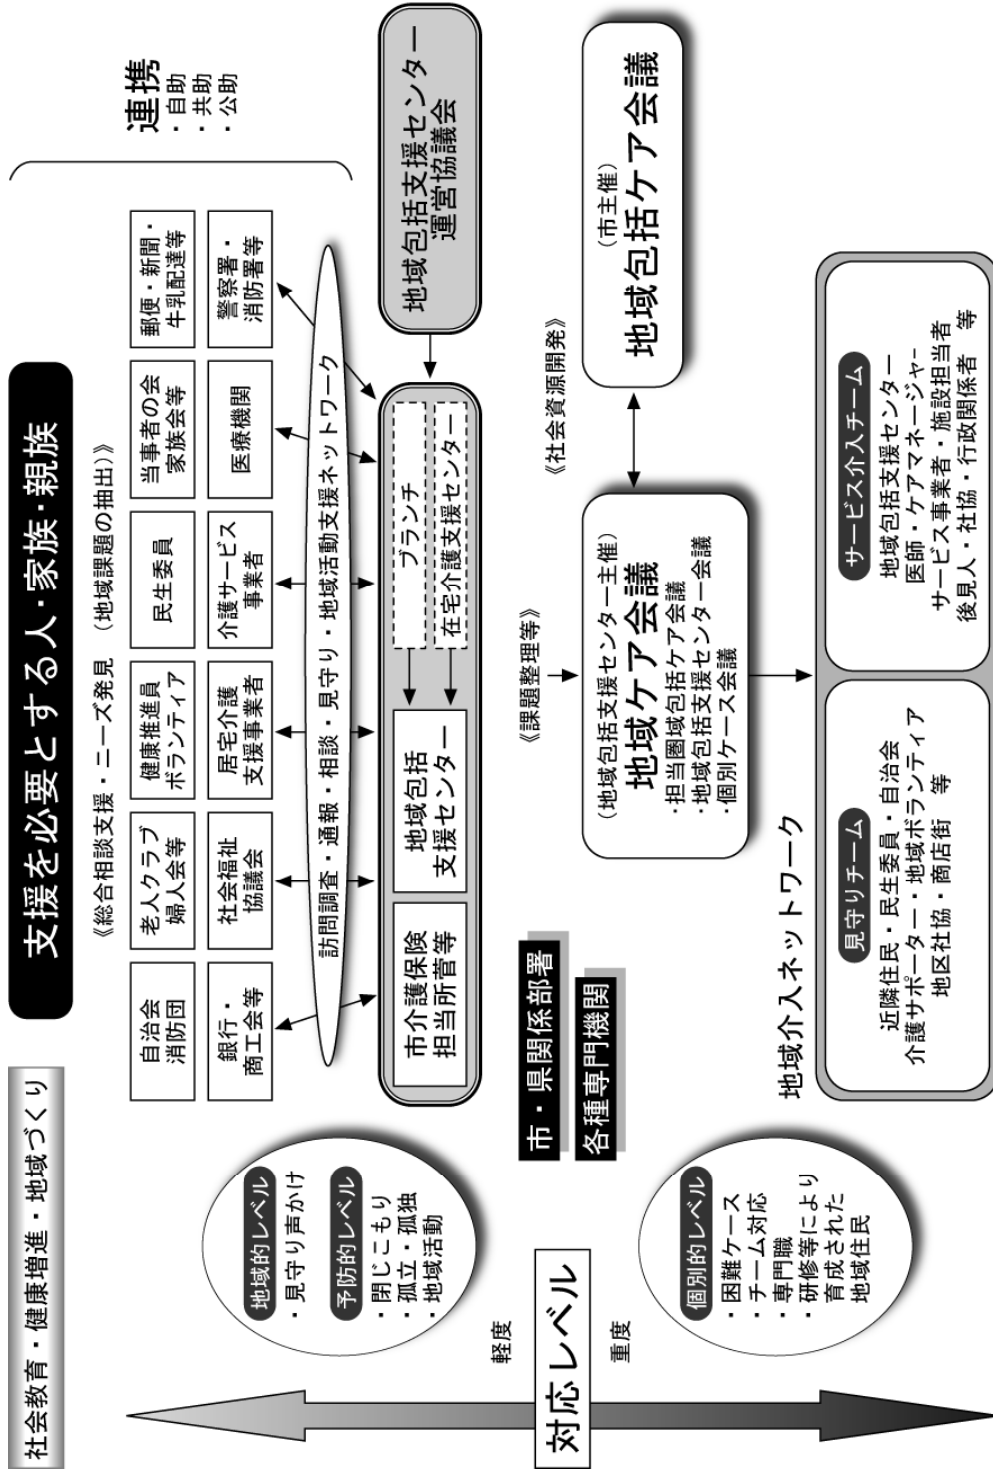 社会教育・健康増進・地域づくり
支援を必要とする人・家族・親族
《総合相談支援・ニーズ発見 （地域課題の抽出）》
連携
・自助
・共助
・公助
自治会
消防団
老人クラブ
婦人会等
健康推進員
ボランティア
民生委員
当事者の会
家族会等
郵便・新聞・
牛乳配達等
銀行・
商工会等
社会福祉
協議会
居宅介護
支援事業者
介護サービス
事業者
医療機関
警察署・
消防署等
訪問調査・通報・相談・見守り・地域活動支援ネットワーク
市介護保険
担当所菅等
地域包括
支援センター
ブランチ
在宅介護支援センター
地域包括支援センター
運営協議会
地域的レベル
・見守り声かけ
予防的レベル
・閉じこもり
・孤立・孤独
・地域活動
軽度
対応レベル
重度
個別的レベル
・困難ケース
・チーム対応
・専門職
・研修等により
育成された
地域住民
市・県関係部署
各種専門機関
《課題整理等》
《社会資源開発》
（地域包括支援センター主催）
地域ケア会議
・担当圏域包括ケア会議
・地域包括支援センター会議
・個別ケース会議
（市主催）
地域包括ケア会議
地域介入ネットワーク
見守りチーム
近隣住民・民生委員・自治会
介護サポーター・地域ボランティア
地区社協・商店街 等
サービス介入チーム
地域包括支援センター
医師・ケアマネージャー
サービス事業者・施設担当者
後見人・社協・行政関係者 等